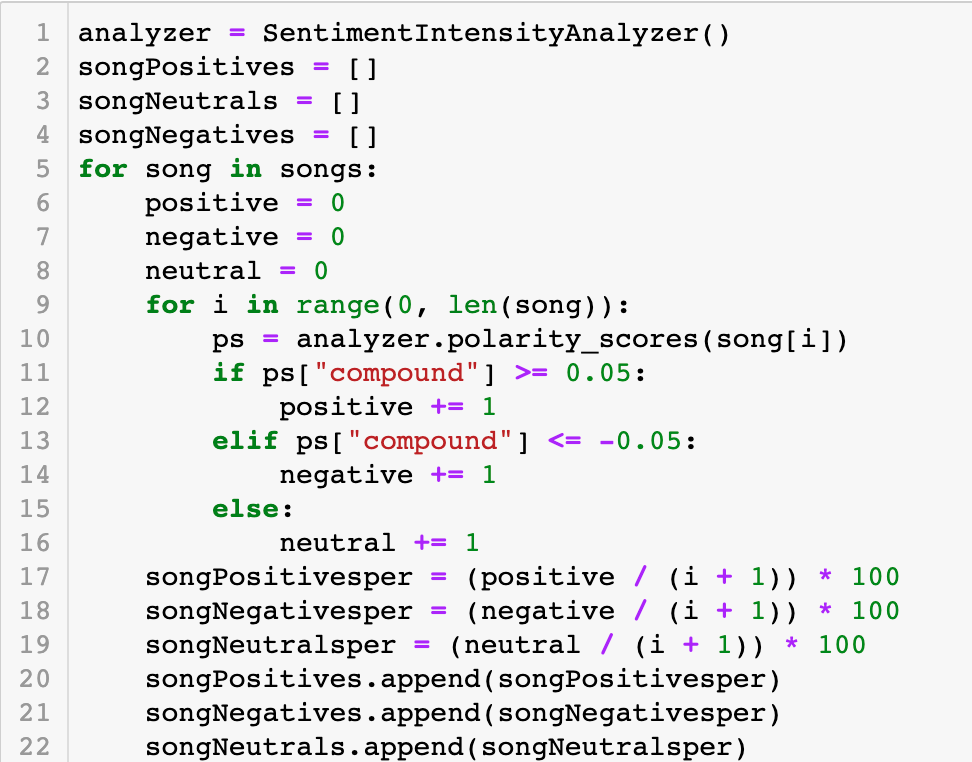 1 analyzer = SentimentIntensityAnalyzer()
2 songPositives = []
3 songNeutrals = []
4 songNegatives = []
5 for song in songs:
6     positive = 0
7     negative = 0
8     neutral = 0
9     for i in range(0, len(song)):
10         ps = analyzer.polarity_scores(song[i])
11         if ps["compound"] >= 0.05:
12             positive += 1
13         elif ps["compound"] <= -0.05:
14             negative += 1
15         else:
16             neutral += 1
17     songPositivesper = (positive / (i + 1)) * 100
18     songNegativesper = (negative / (i + 1)) * 100
19     songNeutralsper = (neutral / (i + 1)) * 100
20     songPositives.append(songPositivesper)
21     songNegatives.append(songNegativesper)
22     songNeutrals.append(songNeutralsper)